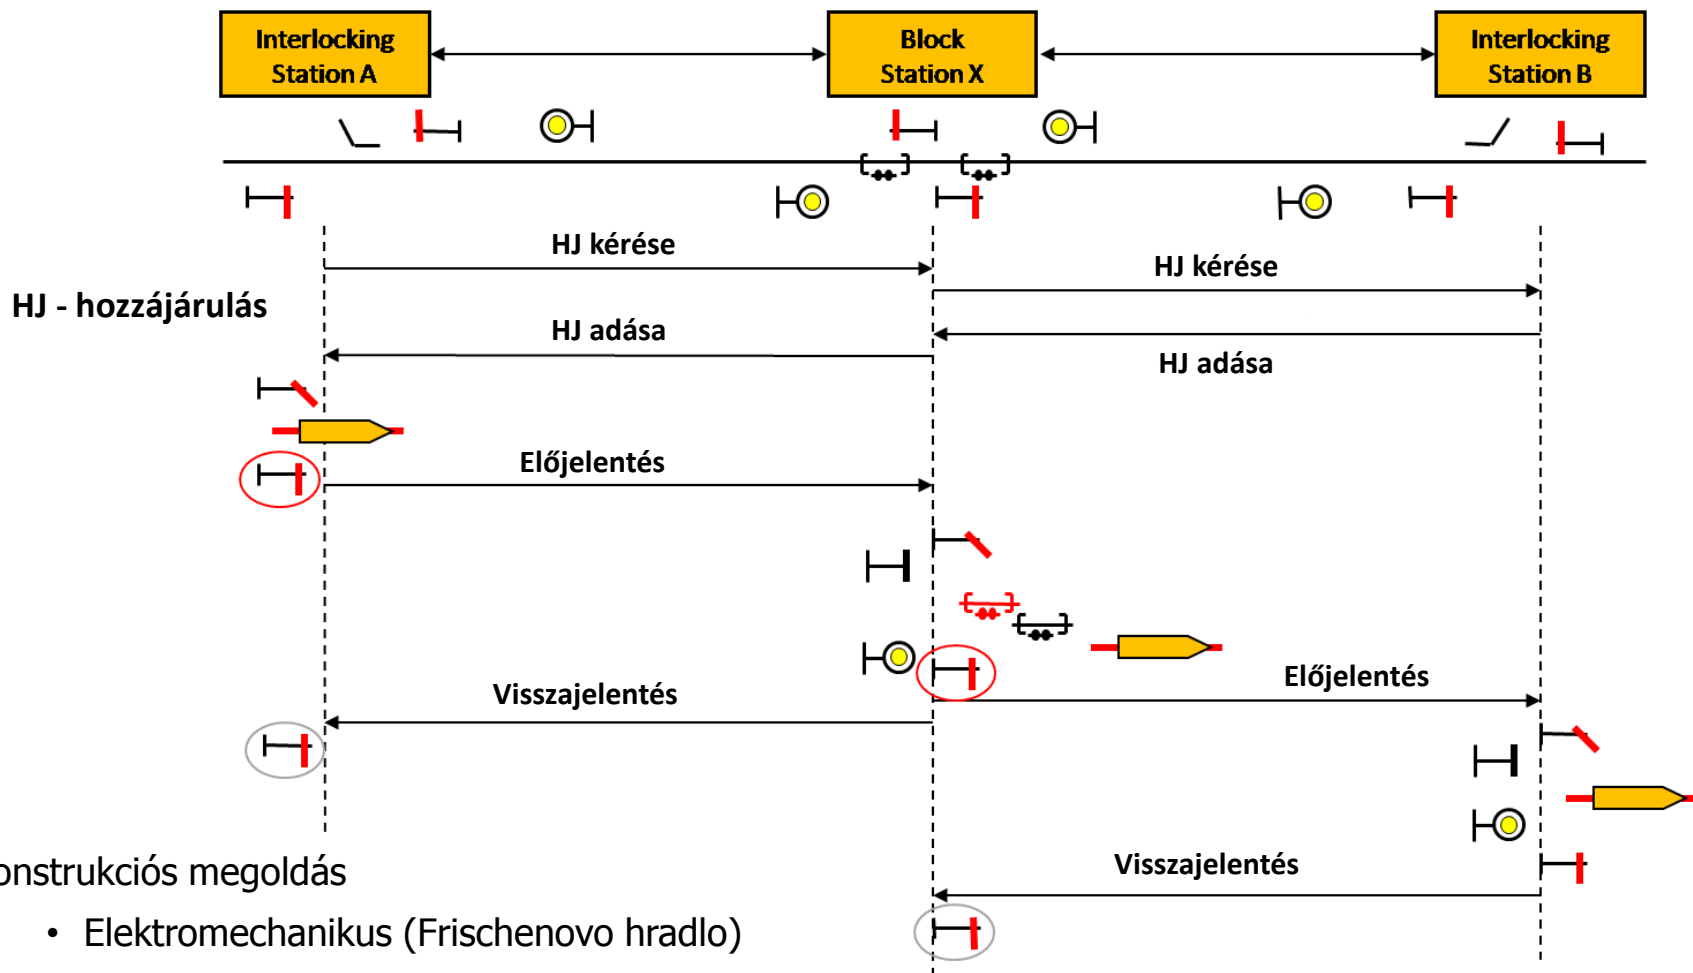 Interlocking
Station A
Block
Station X
Interlocking
Station B
HJ kérése
HJ kérése
HJ - hozzájárulás
HJ adása
HJ adása
Előjelentés
Előjelentés
Visszajelentés
Visszajelentés
onstrukciós megoldás
• Elektromechanikus (Frischenovo hradlo)